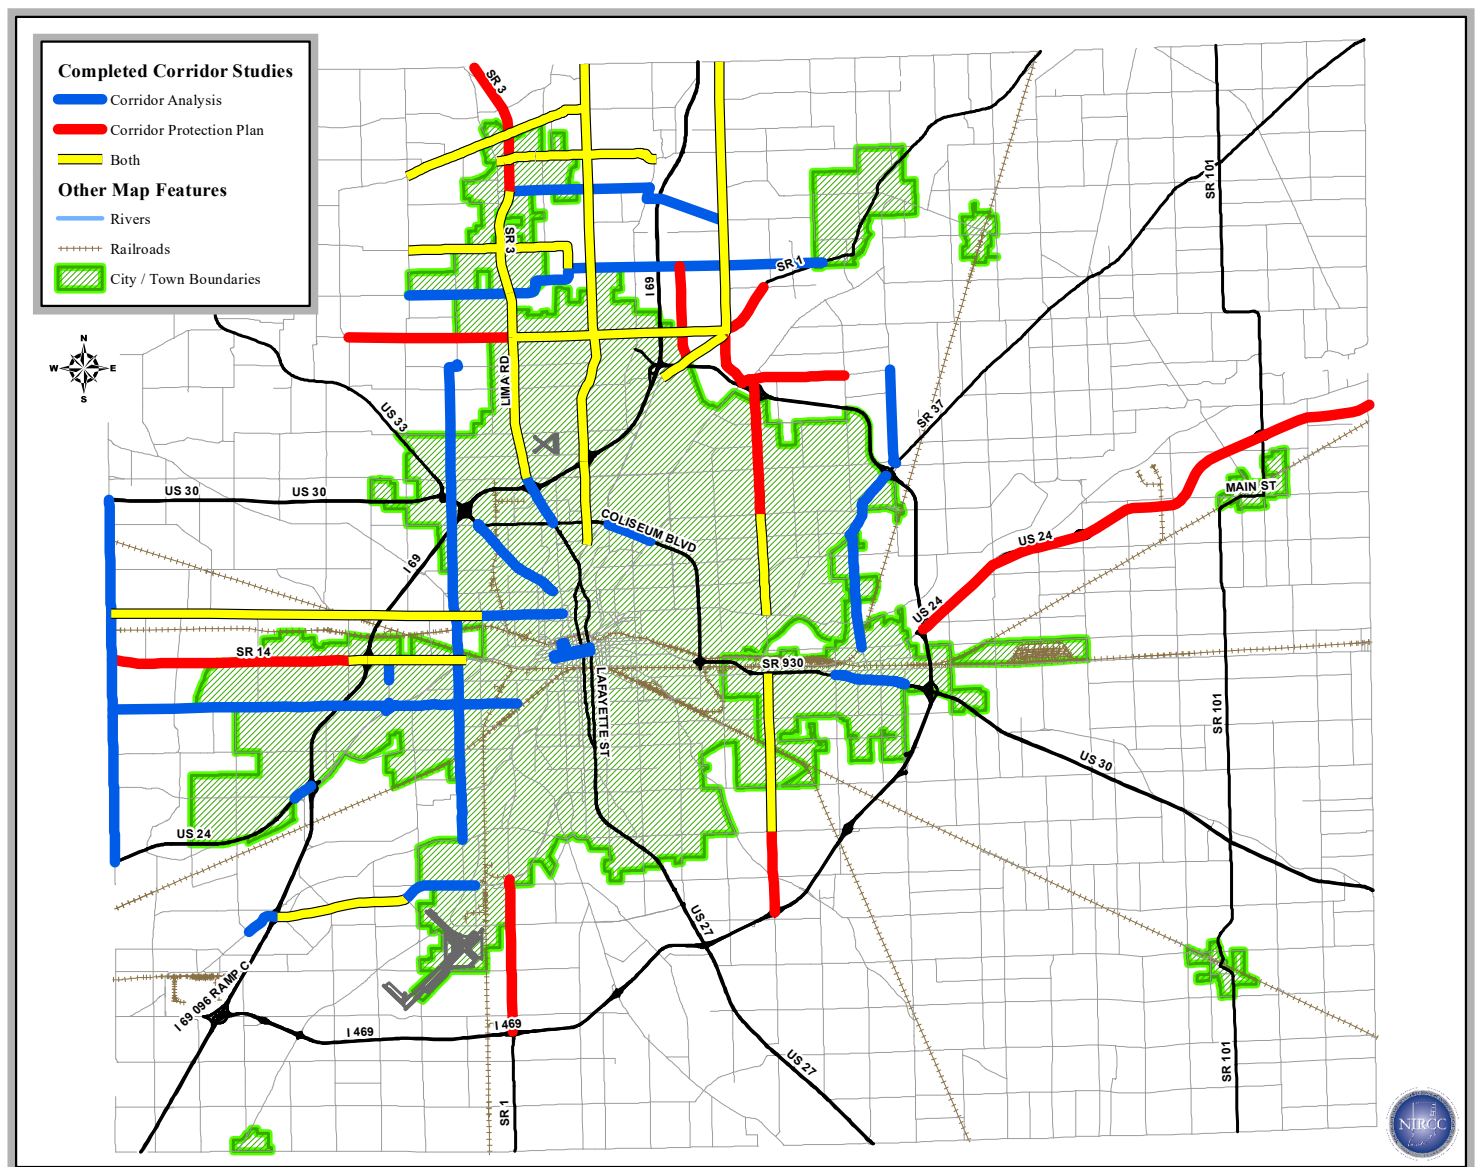 Completed Corridor Studies
Corridor Analysis
Corridor Protection Plan
Both
Other Map Features
Rivers
Railroads
City / Town Boundaries
SR 3
SR 101
SR 3
SR 1
I 69
N
W E
S
LIMA RD
US 33
SR 37
US 30
US 30
MAIN ST
COLISEUM BLVD
US 24
I 69
US 24
SR 14
SR 930
LAFAYETTE ST
SR 101
US 30
US 24
US 27
I 69 096 RAMP C
I 469
I 469
US 27
SR 101
SR 1
NIRCC